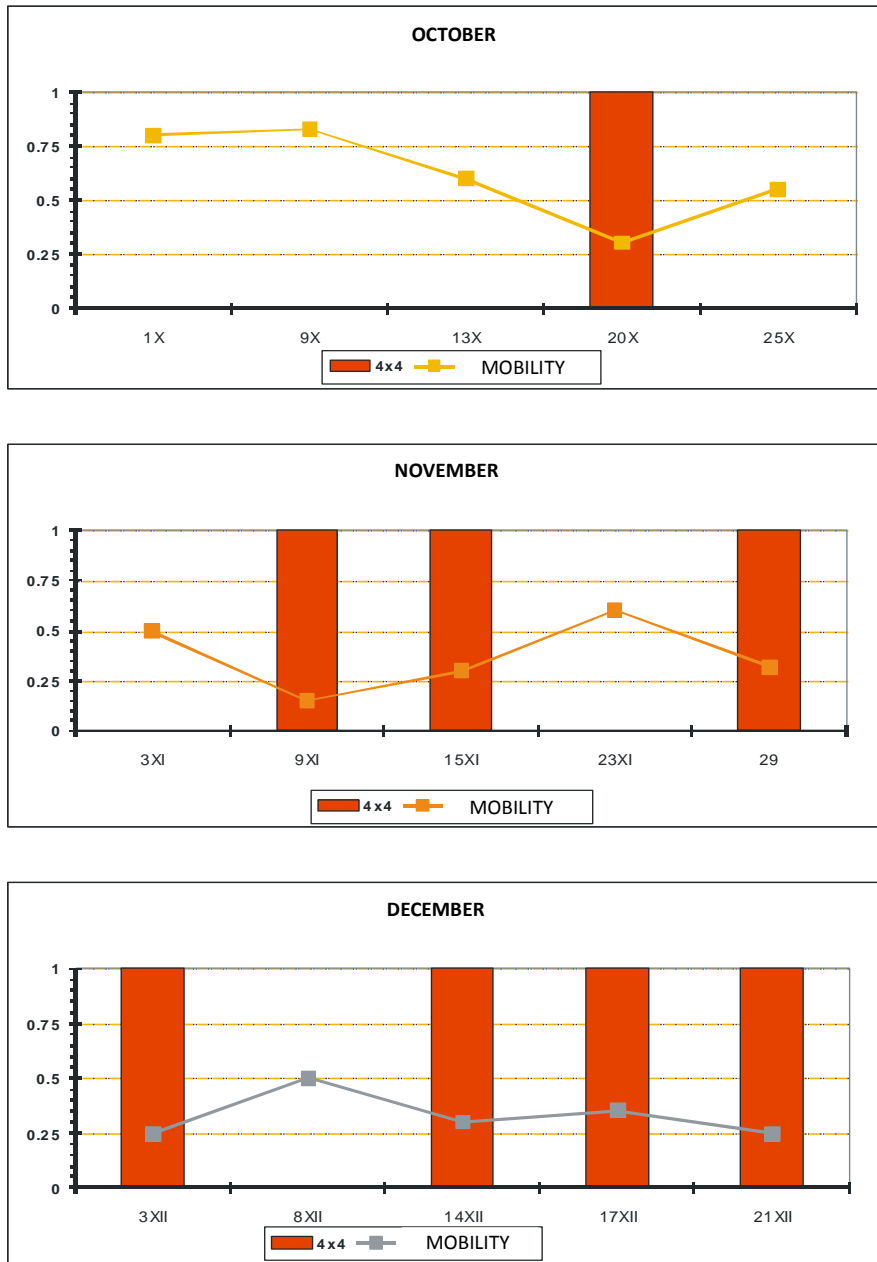 OCTOBER
1
0.75
0.5
0.25
0
1X 9X 13X 20X 25X
4x4 MOBILITY
NOVEMBER
1
0.75
0.5
0.25
0
3XI 9XI 15XI 23XI 29
4x4 MOBILITY
DECEMBER
1
0.75
0.5
0.25
0
3XII 8XII 14XII 17XII 21XII
4x4 MOBILITY